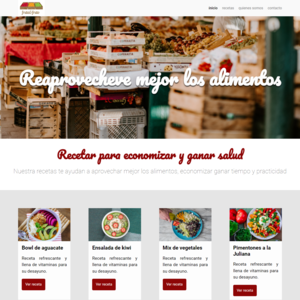 inicio recetas quienes somos contacto
Reaprovecheve mejor los alimentos
Recetar para economizar y ganar salud
Nuestra recetas te ayudan a aprovechar mejor los alimentos, economizar ganar tiempo y practicidad
Bowl de aguacate
Receta refrescante y llena de vitaminas para su desayuno.
Ver receta
Ensalada de kiwi
Receta refrescante y llena de vitaminas para su desayuno.
Ver receta
Mix de vegetales
Receta refrescante y llena de vitaminas para su desayuno.
Ver receta
Pimentones a la
Juliana
Receta refrescante y llena de vitaminas para su desayuno.
Ver receta